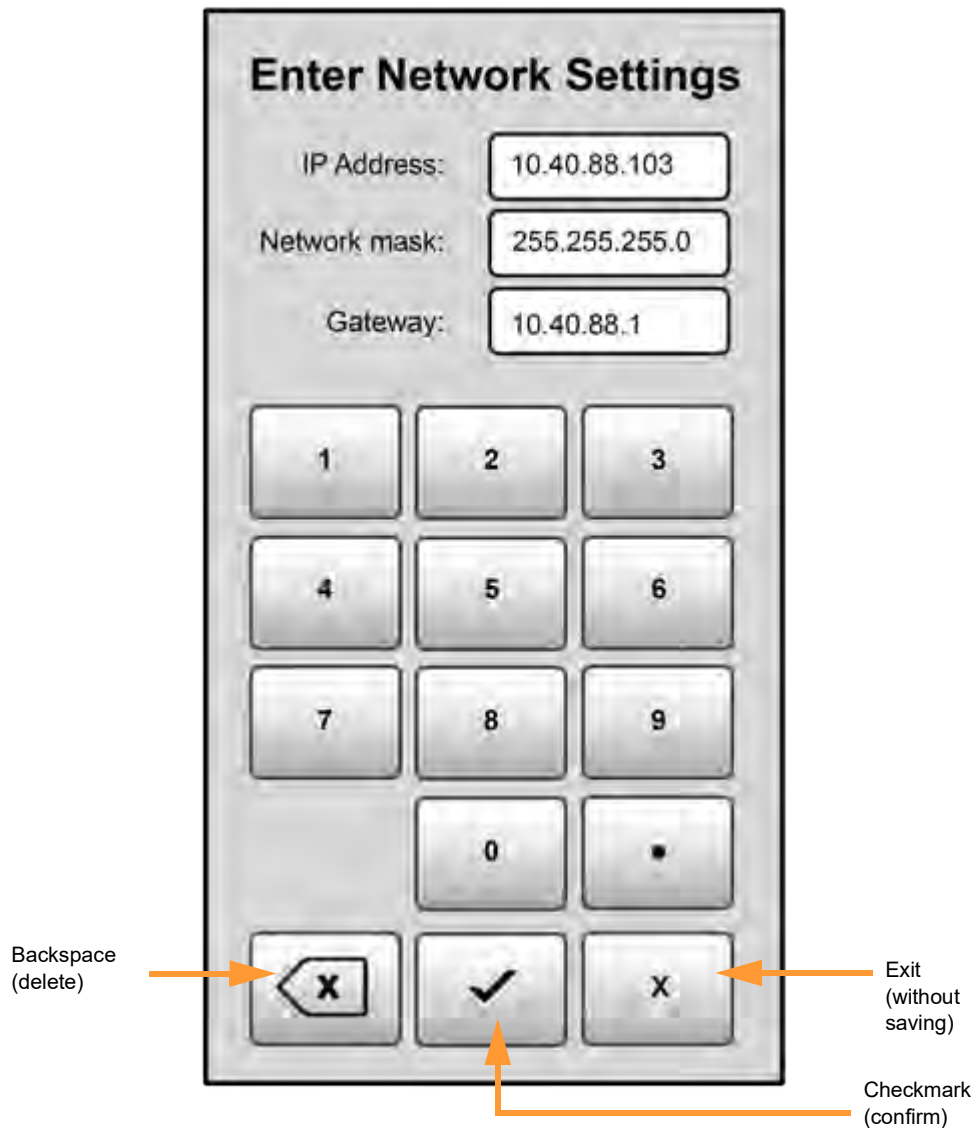 Enter Network Settings
IP Address:
10.40.88.103
Network mask:
255.255.255.0
Gateway:
10.40.88.1
1
2
3
4
5
6
7
8
9
0
.
Backspace
(delete)
X
X
Exit
(without
saving)
Checkmark
(confirm)